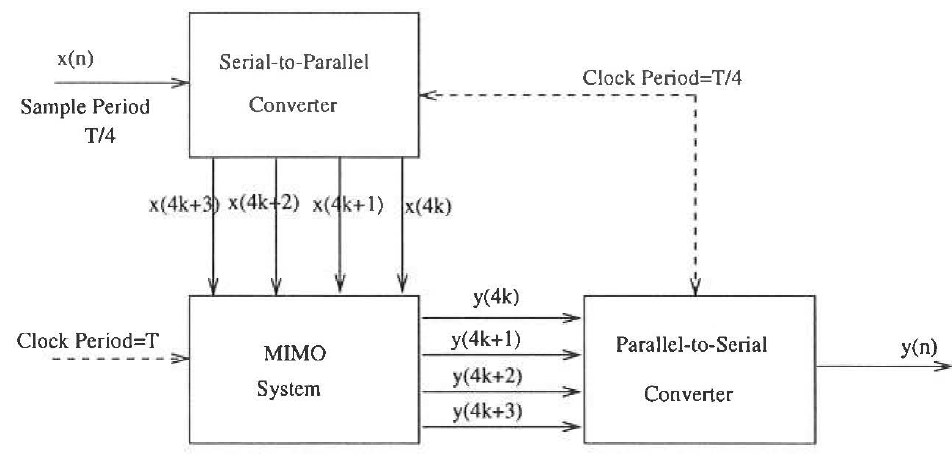 x(n)
Sample Period
T/4
Serial-to-Parallel
Converter
Clock Period=T/4
x(4k+3)
x(4k+2)
x(4k+1)
x(4k)
Clock Period=T
MIMO
System
y(4k)
y(4k+1)
y(4k+2)
y(4k+3)
Parallel-to-Serial
Converter
y(n)